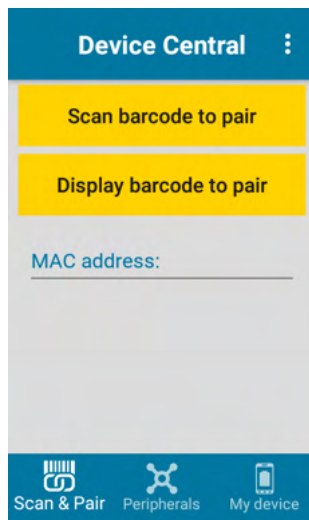 Device Central
Scan barcode to pair
Display barcode to pair
MAC address:
Scan & Pair Peripherals My device